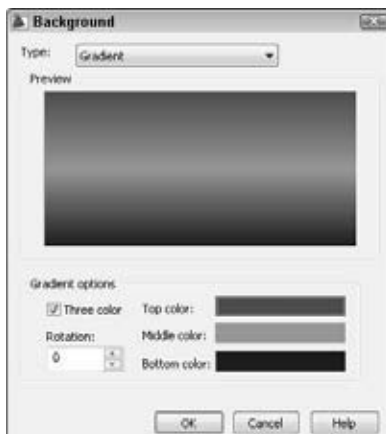 Background
Type:
Gradient
Preview
Gradient options
Three color
Top color:
Rotation:
Middle color:
0
Bottom color:
OK
Cancel
Help